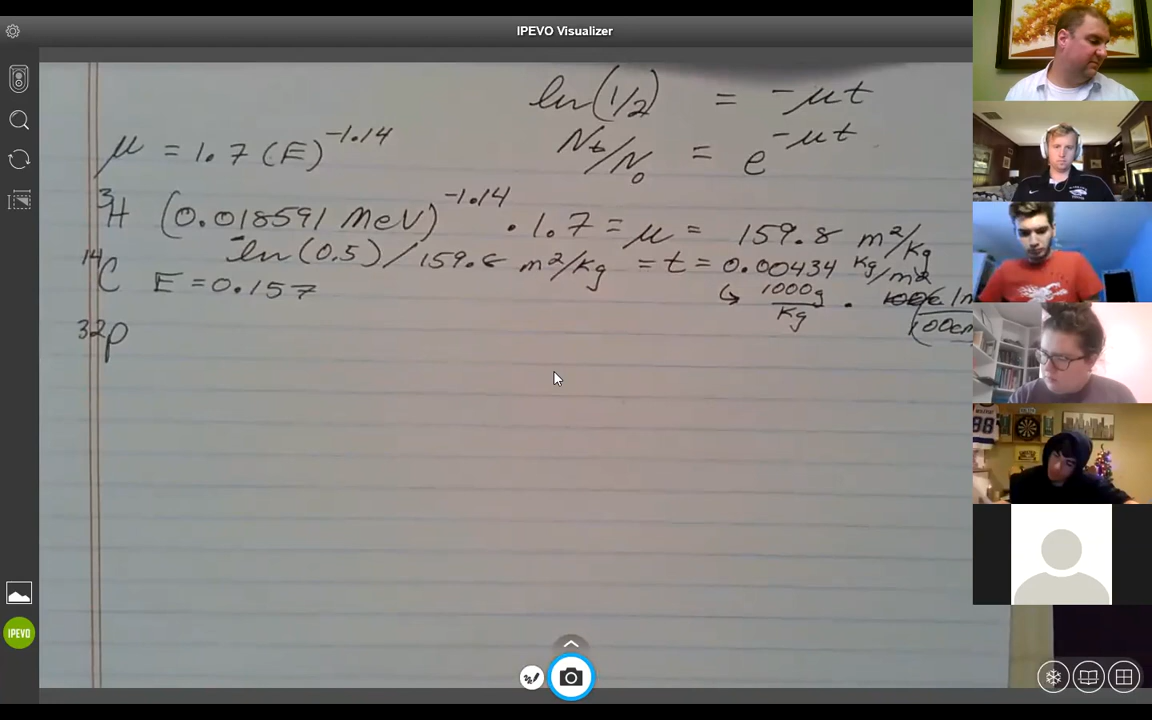 IPEVO Visualizer
ln(1/2) = -μt
μ = 1.7 (E)^-1.14
Nt/N0 = e^-μt
³H (0.018591 MeV)^-1.14 · 1.7 = μ = 159.8 m²/kg
-ln(0.5)/159.8 m²/kg = t = 0.00434 kg/m²
¹⁴C E = 0.157
↳ 1000g/Kg ·
(100cm
³²P
88
IPEVO